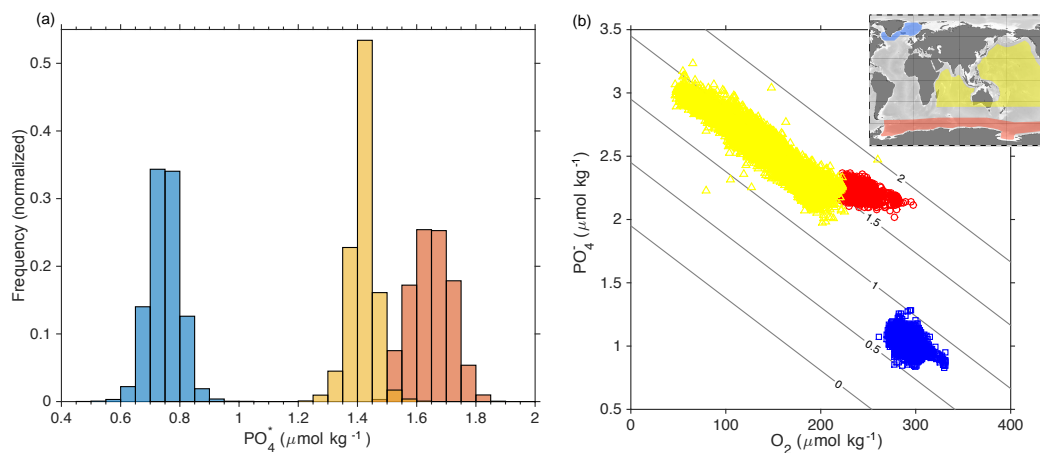 (a)
Frequency (normalized)
0.5
0.4
0.3
0.2
0.1
0
0.4 0.6 0.8 1 1.2 1.4 1.6 1.8 2
PO4* (μmol kg-1)
(b)
PO4- (μmol kg-1)
3.5
3
2.5
2
1.5
1
0.5
2
1.5
1
0.5
0
0 100 200 300 400
O2 (μmol kg-1)